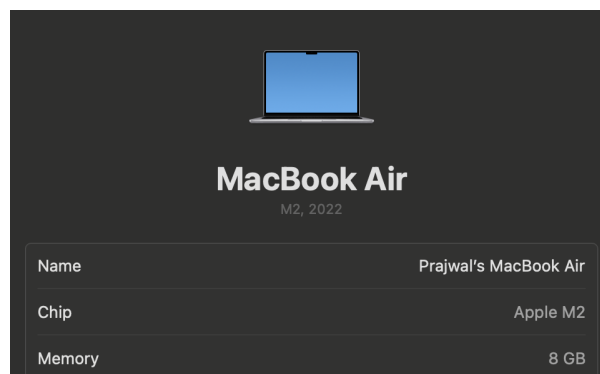 MacBook Air
M2, 2022
Name Prajwal’s MacBook Air
Chip Apple M2
Memory 8 GB